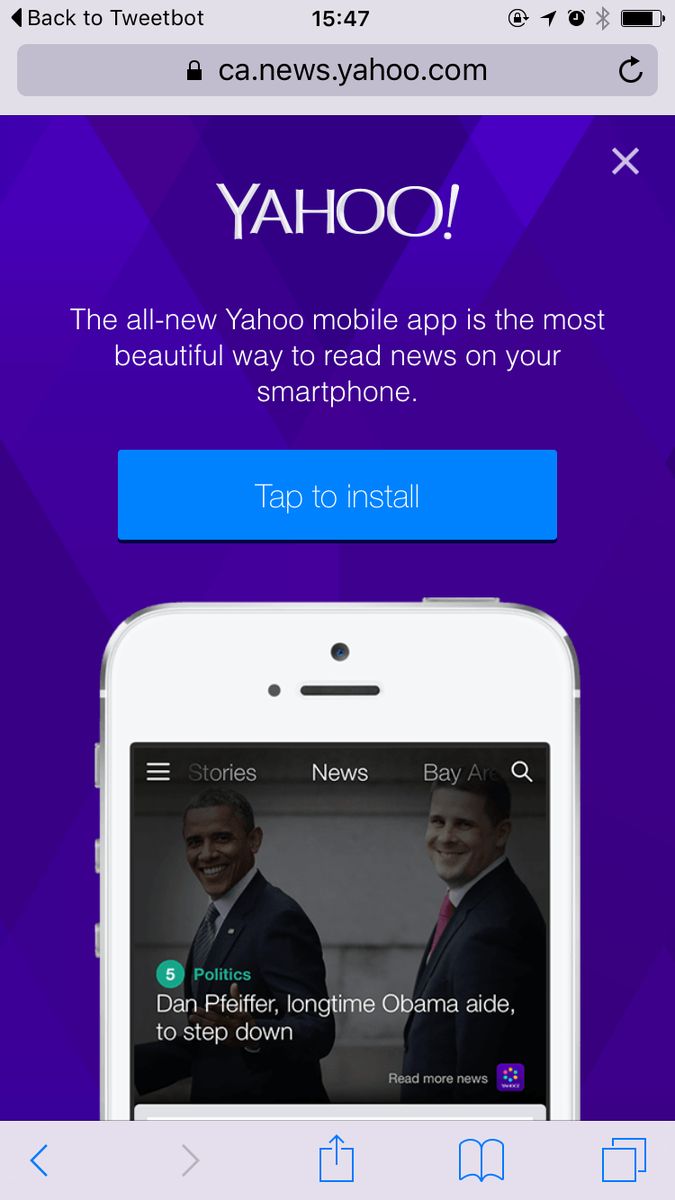 Back to Tweetbot
15:47
ca.news.yahoo.com
YAHOO!
The all-new Yahoo mobile app is the most
beautiful way to read news on your
smartphone.
Tap to install
Stories News Bay Are
5 Politics
Dan Pfeiffer, longtime Obama aide,
to step down
Read more news
YAHOO!